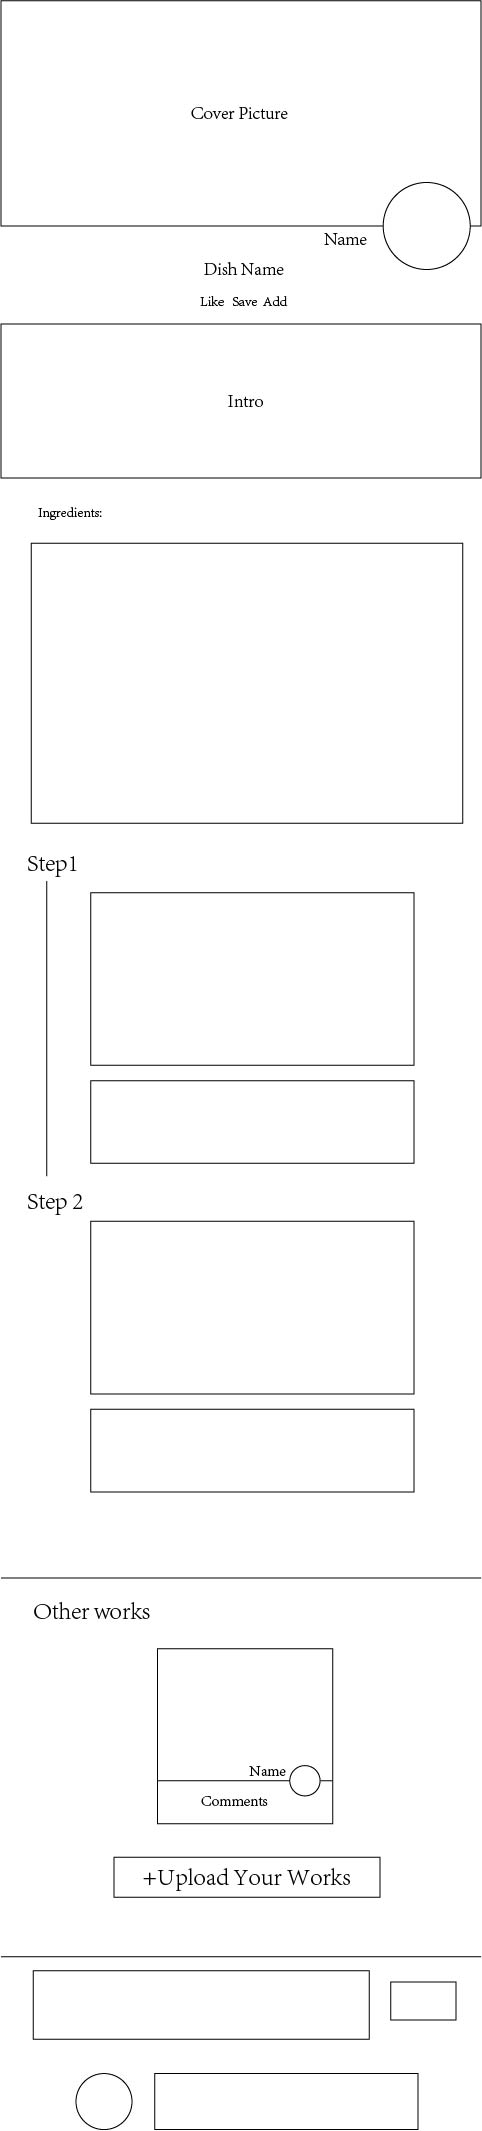 Cover Picture
Name
Dish Name
Like Save Add
Intro
Ingredients:
Step1
Step 2
Other works
Name
Comments
+Upload Your Works